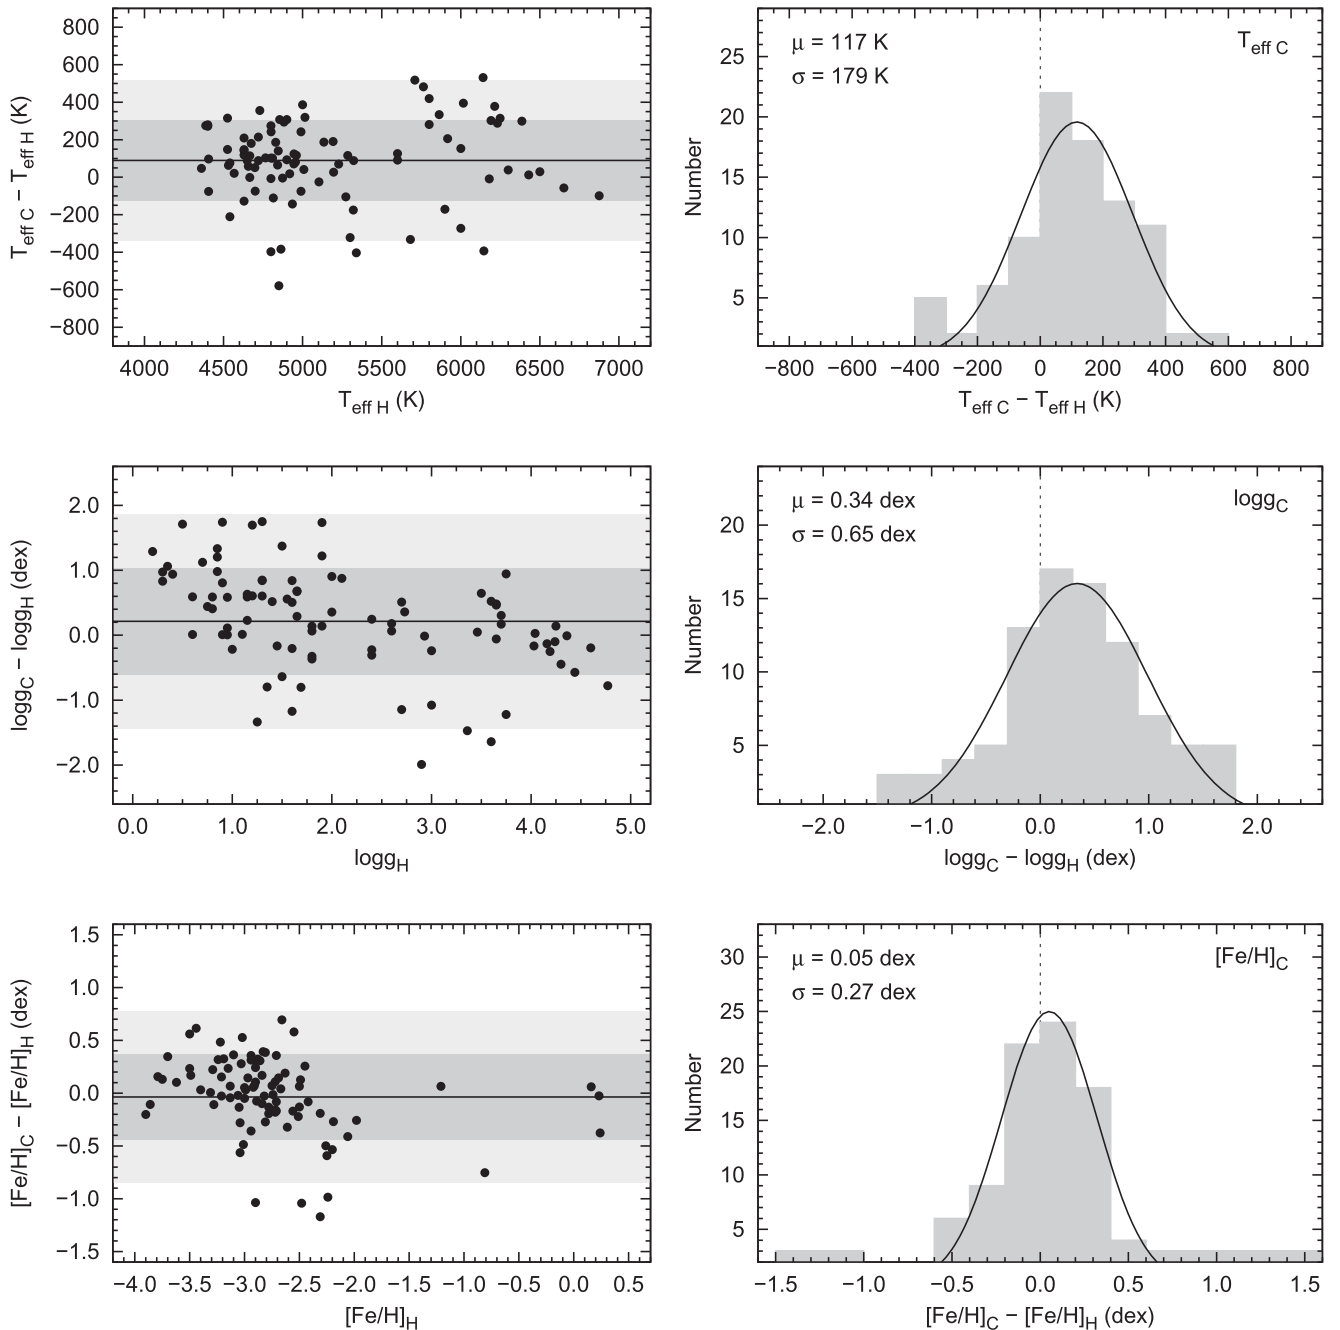 800
600
400
200
0
−200
−400
−600
−800
T_eff C − T_eff H (K)
4000 4500 5000 5500 6000 6500 7000
T_eff H (K)
μ = 117 K
σ = 179 K
T_eff C
25
20
15
10
5
Number
−800 −600 −400 −200 0 200 400 600 800
T_eff C − T_eff H (K)
2.0
1.0
0.0
−1.0
−2.0
logg_C − logg_H (dex)
0.0 1.0 2.0 3.0 4.0 5.0
logg_H
μ = 0.34 dex
σ = 0.65 dex
logg_C
20
15
10
5
Number
−2.0 −1.0 0.0 1.0 2.0
logg_C − logg_H (dex)
1.5
1.0
0.5
0.0
−0.5
−1.0
−1.5
[Fe/H]_C − [Fe/H]_H (dex)
−4.0 −3.5 −3.0 −2.5 −2.0 −1.5 −1.0 −0.5 0.0 0.5
[Fe/H]_H
μ = 0.05 dex
σ = 0.27 dex
[Fe/H]_C
30
25
20
15
10
5
Number
−1.5 −1.0 −0.5 0.0 0.5 1.0 1.5
[Fe/H]_C − [Fe/H]_H (dex)